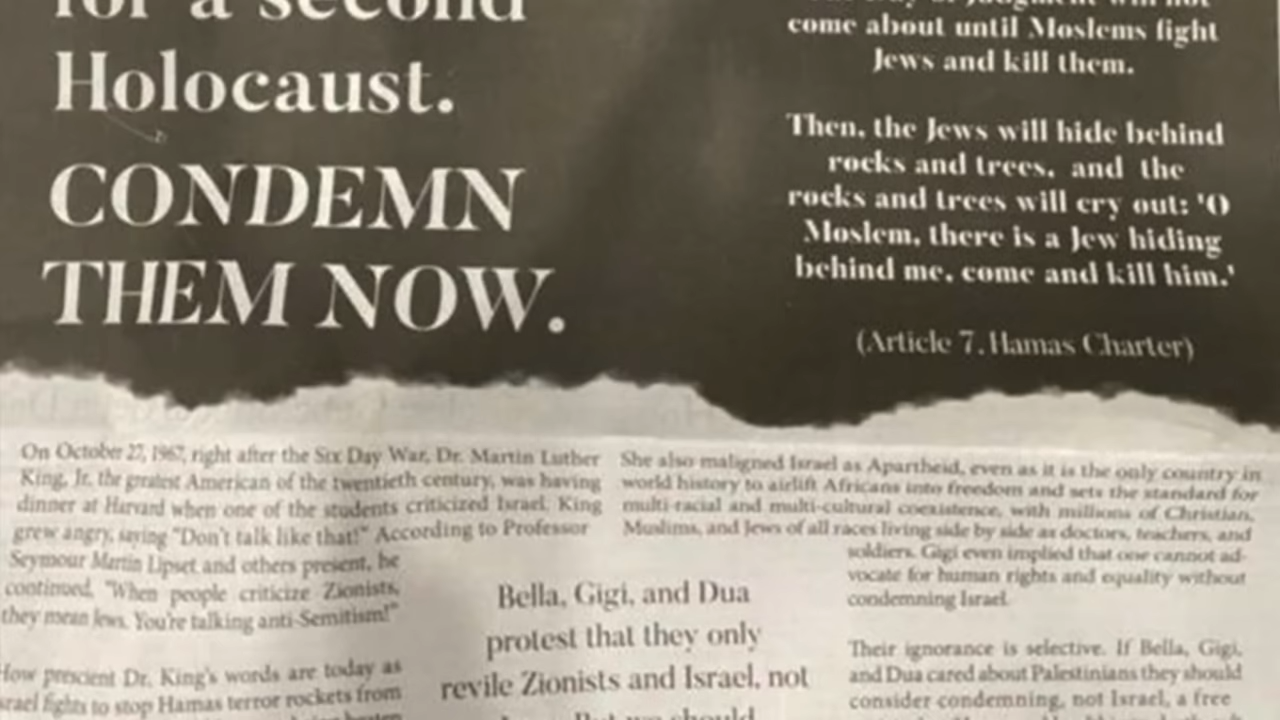 for a second
Holocaust.
CONDEMN
THEM NOW.
come about until Moslems fight
Jews and kill them.
Then, the Jews will hide behind
rocks and trees, and the
rocks and trees will cry out: 'O
Moslem, there is a Jew hiding
behind me, come and kill him.'
(Article 7, Hamas Charter)
On October 27, 1967, right after the Six Day War, Dr. Martin Luther
King, Jr. the greatest American of the twentieth century, was having
dinner at Harvard when one of the students criticized Israel. King
grew angry, saying "Don't talk like that!" According to Professor
Seymour Martin Lipset and others present, he
continued, "When people criticize Zionists,
they mean Jews. You're talking anti-Semitism!"
How prescient Dr. King's words are today as
Israel fights to stop Hamas terror rockets from
Bella, Gigi, and Dua
protest that they only
revile Zionists and Israel, not
But we should
She also maligned Israel as Apartheid, even as it is the only country in
world history to airlift Africans into freedom and sets the standard for
multi-racial and multi-cultural coexistence, with millions of Christian,
Muslims, and Jews of all races living side by side as doctors, teachers, and
soldiers. Gigi even implied that one cannot ad-
vocate for human rights and equality without
condemning Israel.
Their ignorance is selective. If Bella, Gigi,
and Dua cared about Palestinians they should
consider condemning, not Israel, a free